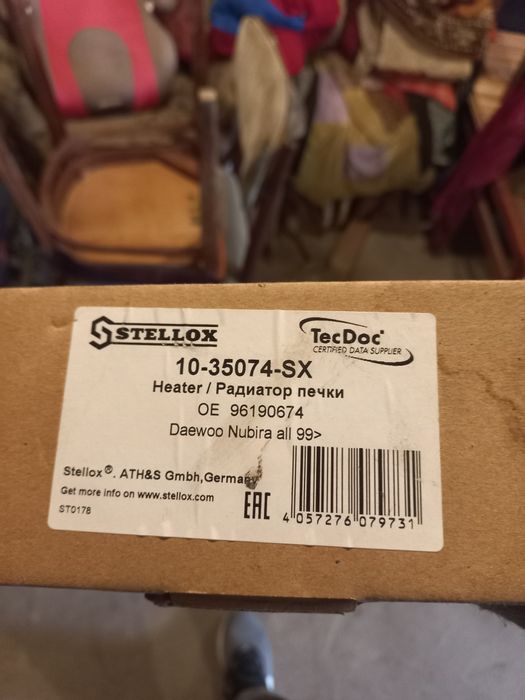 STELLOX
TecDoc
CERTIFIED DATA SUPPLIER
10-35074-SX
Heater / Радиатор печки
OE 96190674
Daewoo Nubira all 99>
Stellox®. ATH&S Gmbh,Germany
Get more info on www.stellox.com
ST0178
EAC
4 057276 079731